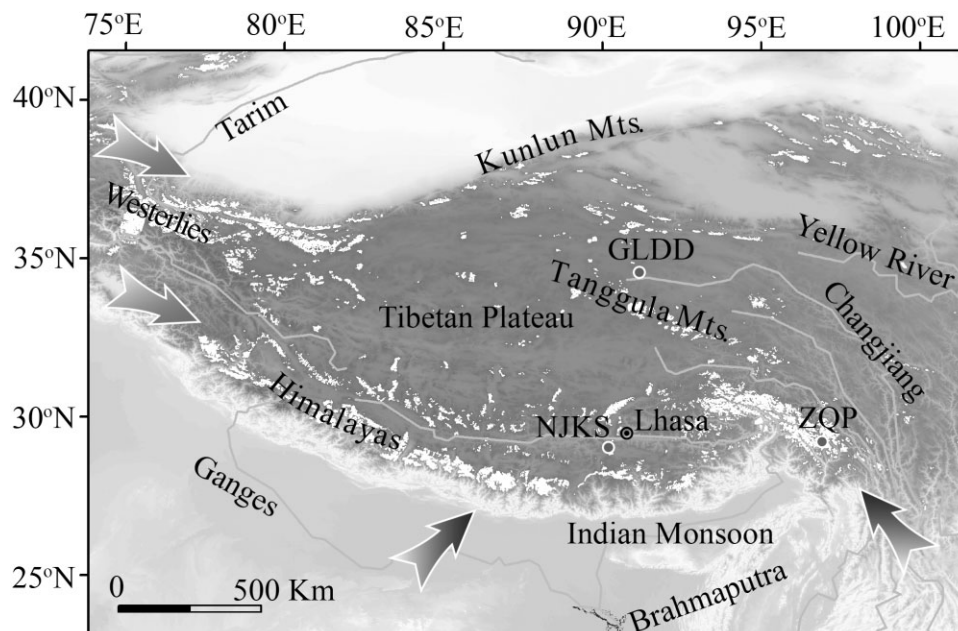 75°E 80°E 85°E 90°E 95°E 100°E
40°N
Tarim
Kunlun Mts.
Westerlies
35°N
GLDD
Yellow River
Tanggula Mts.
Tibetan Plateau
Changjiang
30°N
Himalayas
NJKS
Lhasa
ZQP
Ganges
Indian Monsoon
25°N
0 500 Km
Brahmaputra